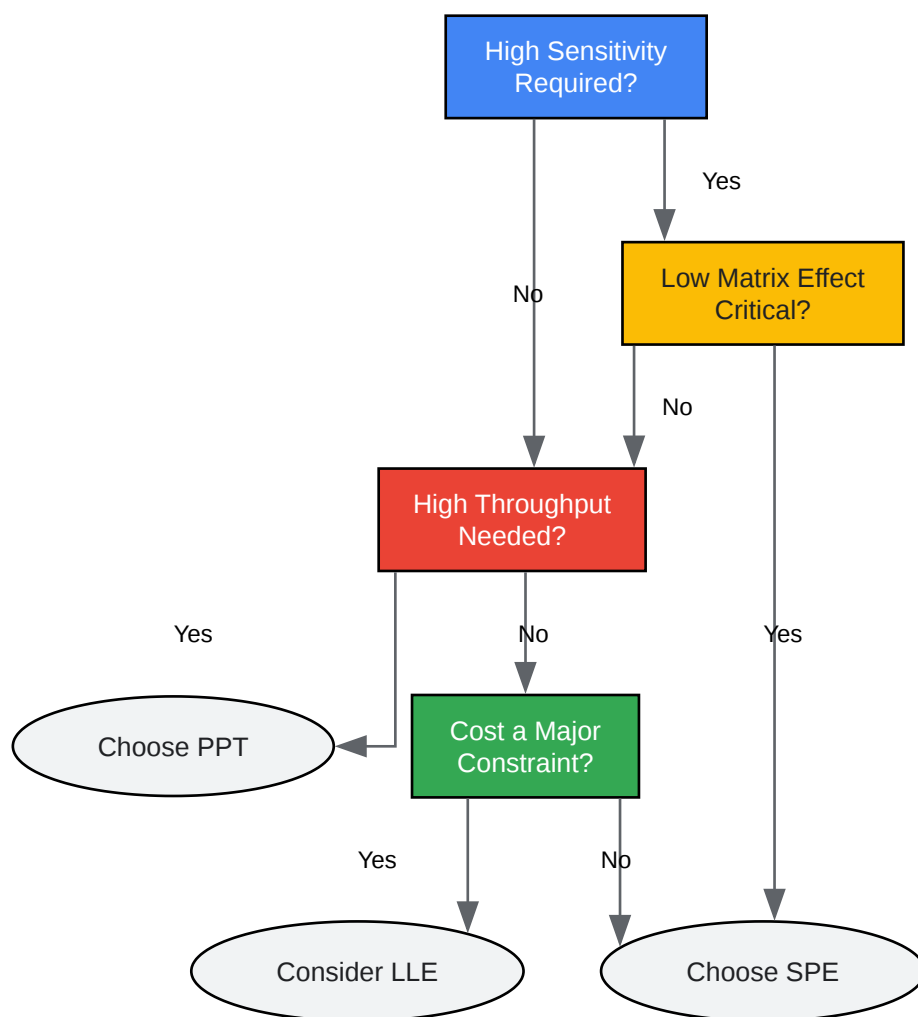 High Sensitivity
Required?
Yes
Low Matrix Effect
Critical?
No
No
High Throughput
Needed?
Yes
No
Yes
Cost a Major
Constraint?
Choose PPT
Yes
No
Consider LLE
Choose SPE